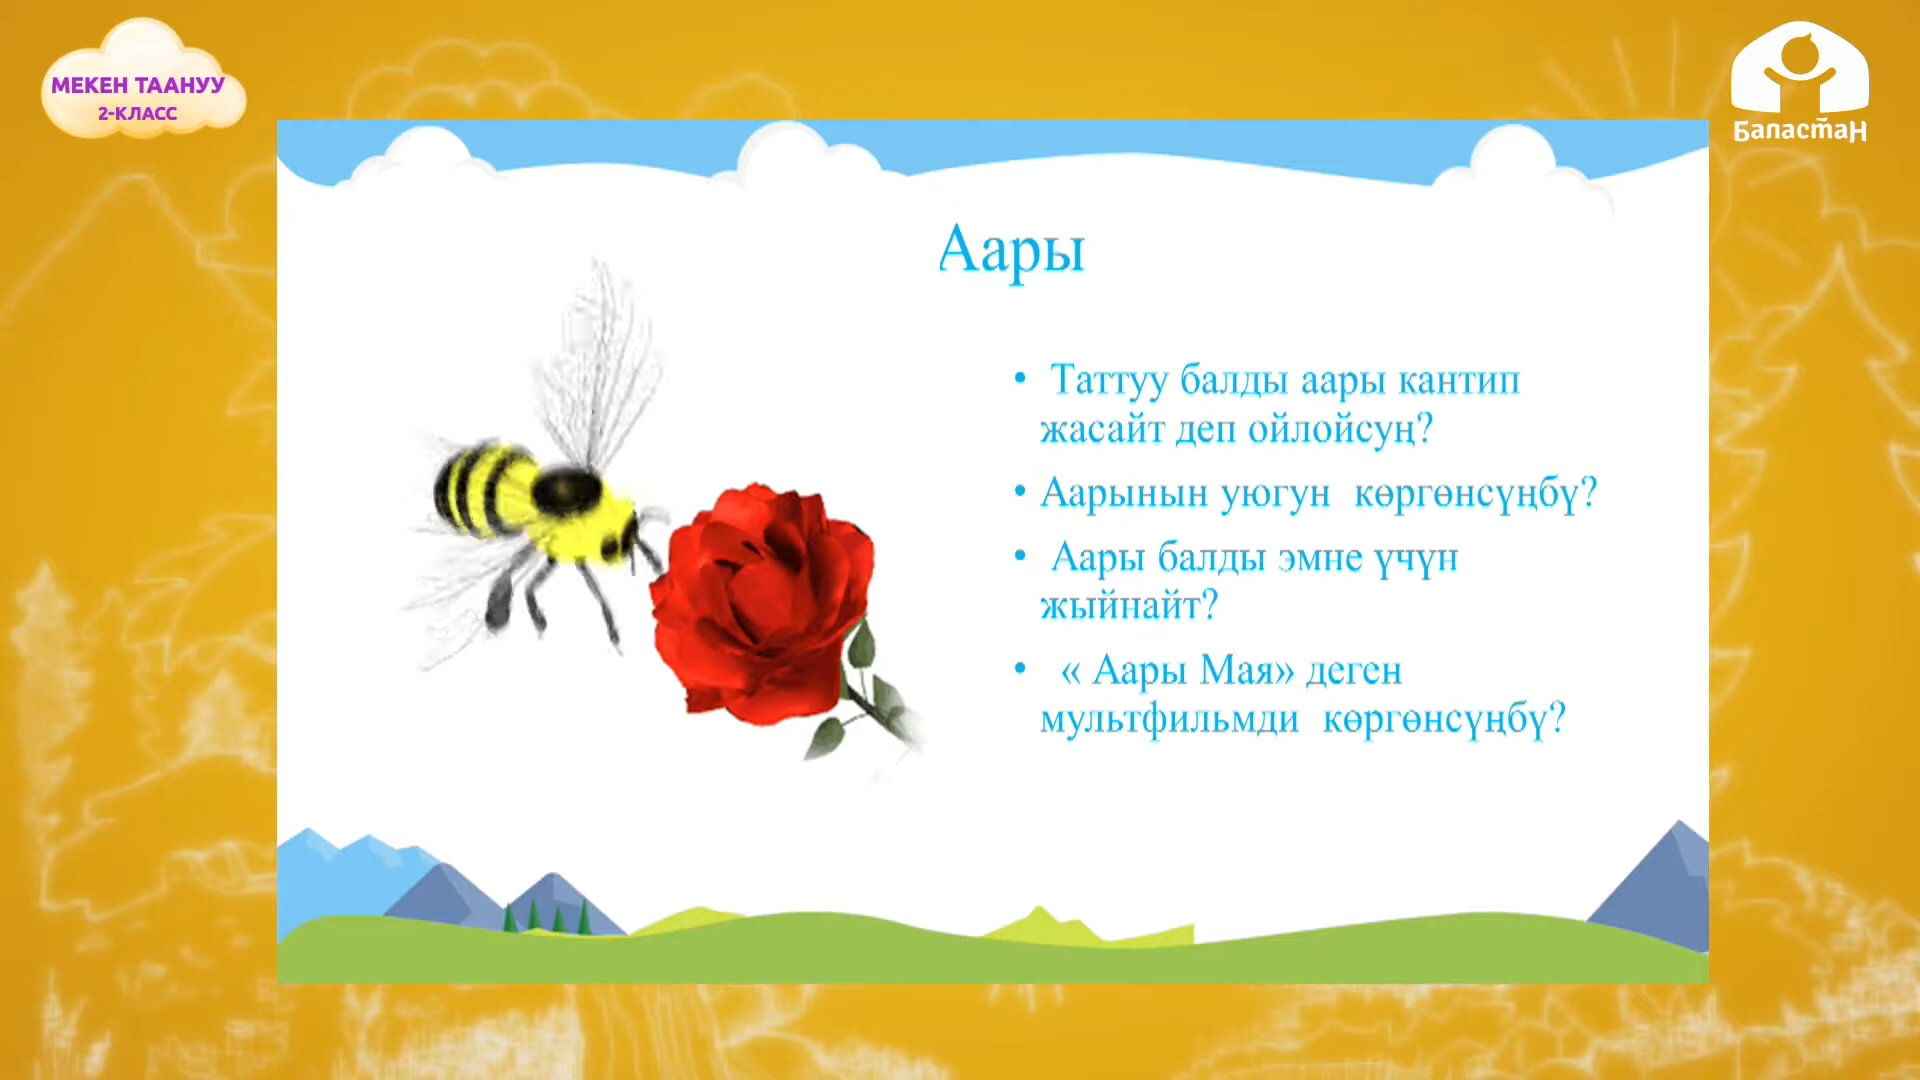 МЕКЕН ТААНУУ
2-КЛАСС
Баластан
Аары
• Таттуу балды аары кантип
жасайт деп ойлойсуң?
• Аарынын уюгун көргөнсүңбү?
• Аары балды эмне үчүн
жыйнайт?
• « Аары Мая» деген
мультфильмди көргөнсүңбү?